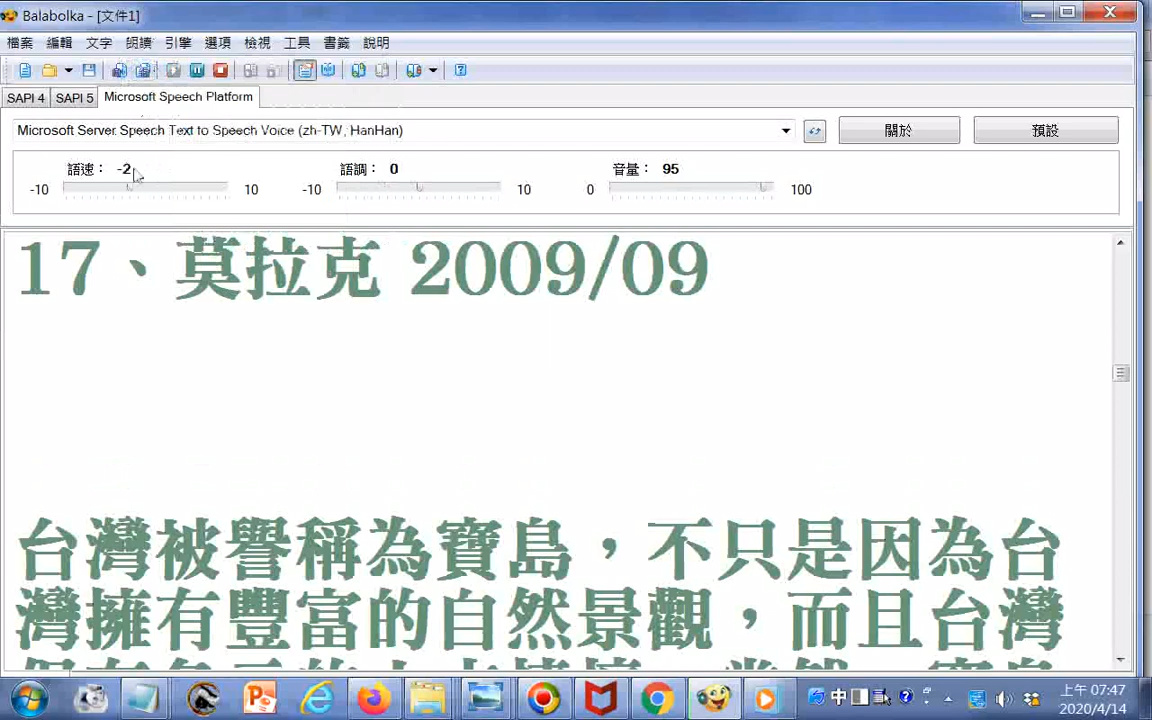 Balabolka - [文件1]
檔案 編輯 文字 朗讀 引擎 選項 檢視 工具 書籤 說明
SAPI 4 SAPI 5 Microsoft Speech Platform
Microsoft Server Speech Text to Speech Voice (zh-TW, HanHan) 關於 預設
語速： -2 語調： 0 音量： 95
-10 10 -10 10 0 100
17、莫拉克 2009/09
台灣被譽稱為寶島，不只是因為台
灣擁有豐富的自然景觀，而且台灣
中
上午 07:47
2020/4/14